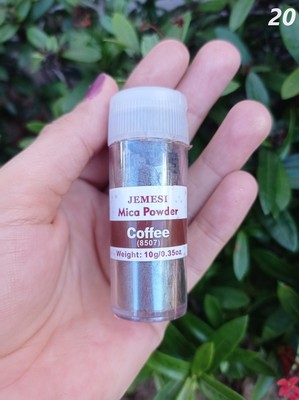 20
JEMESI
Mica Powder
Coffee
(8507)
Weight: 10g/0.35oz